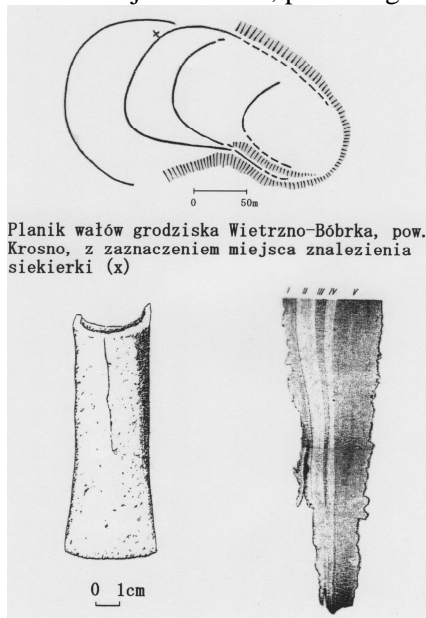 0 50m
Planik wałów grodziska Wietrzno-Bóbrka, pow.
Krosno, z zaznaczeniem miejsca znalezienia
siekierki (x)
I II III IV V
0 1cm